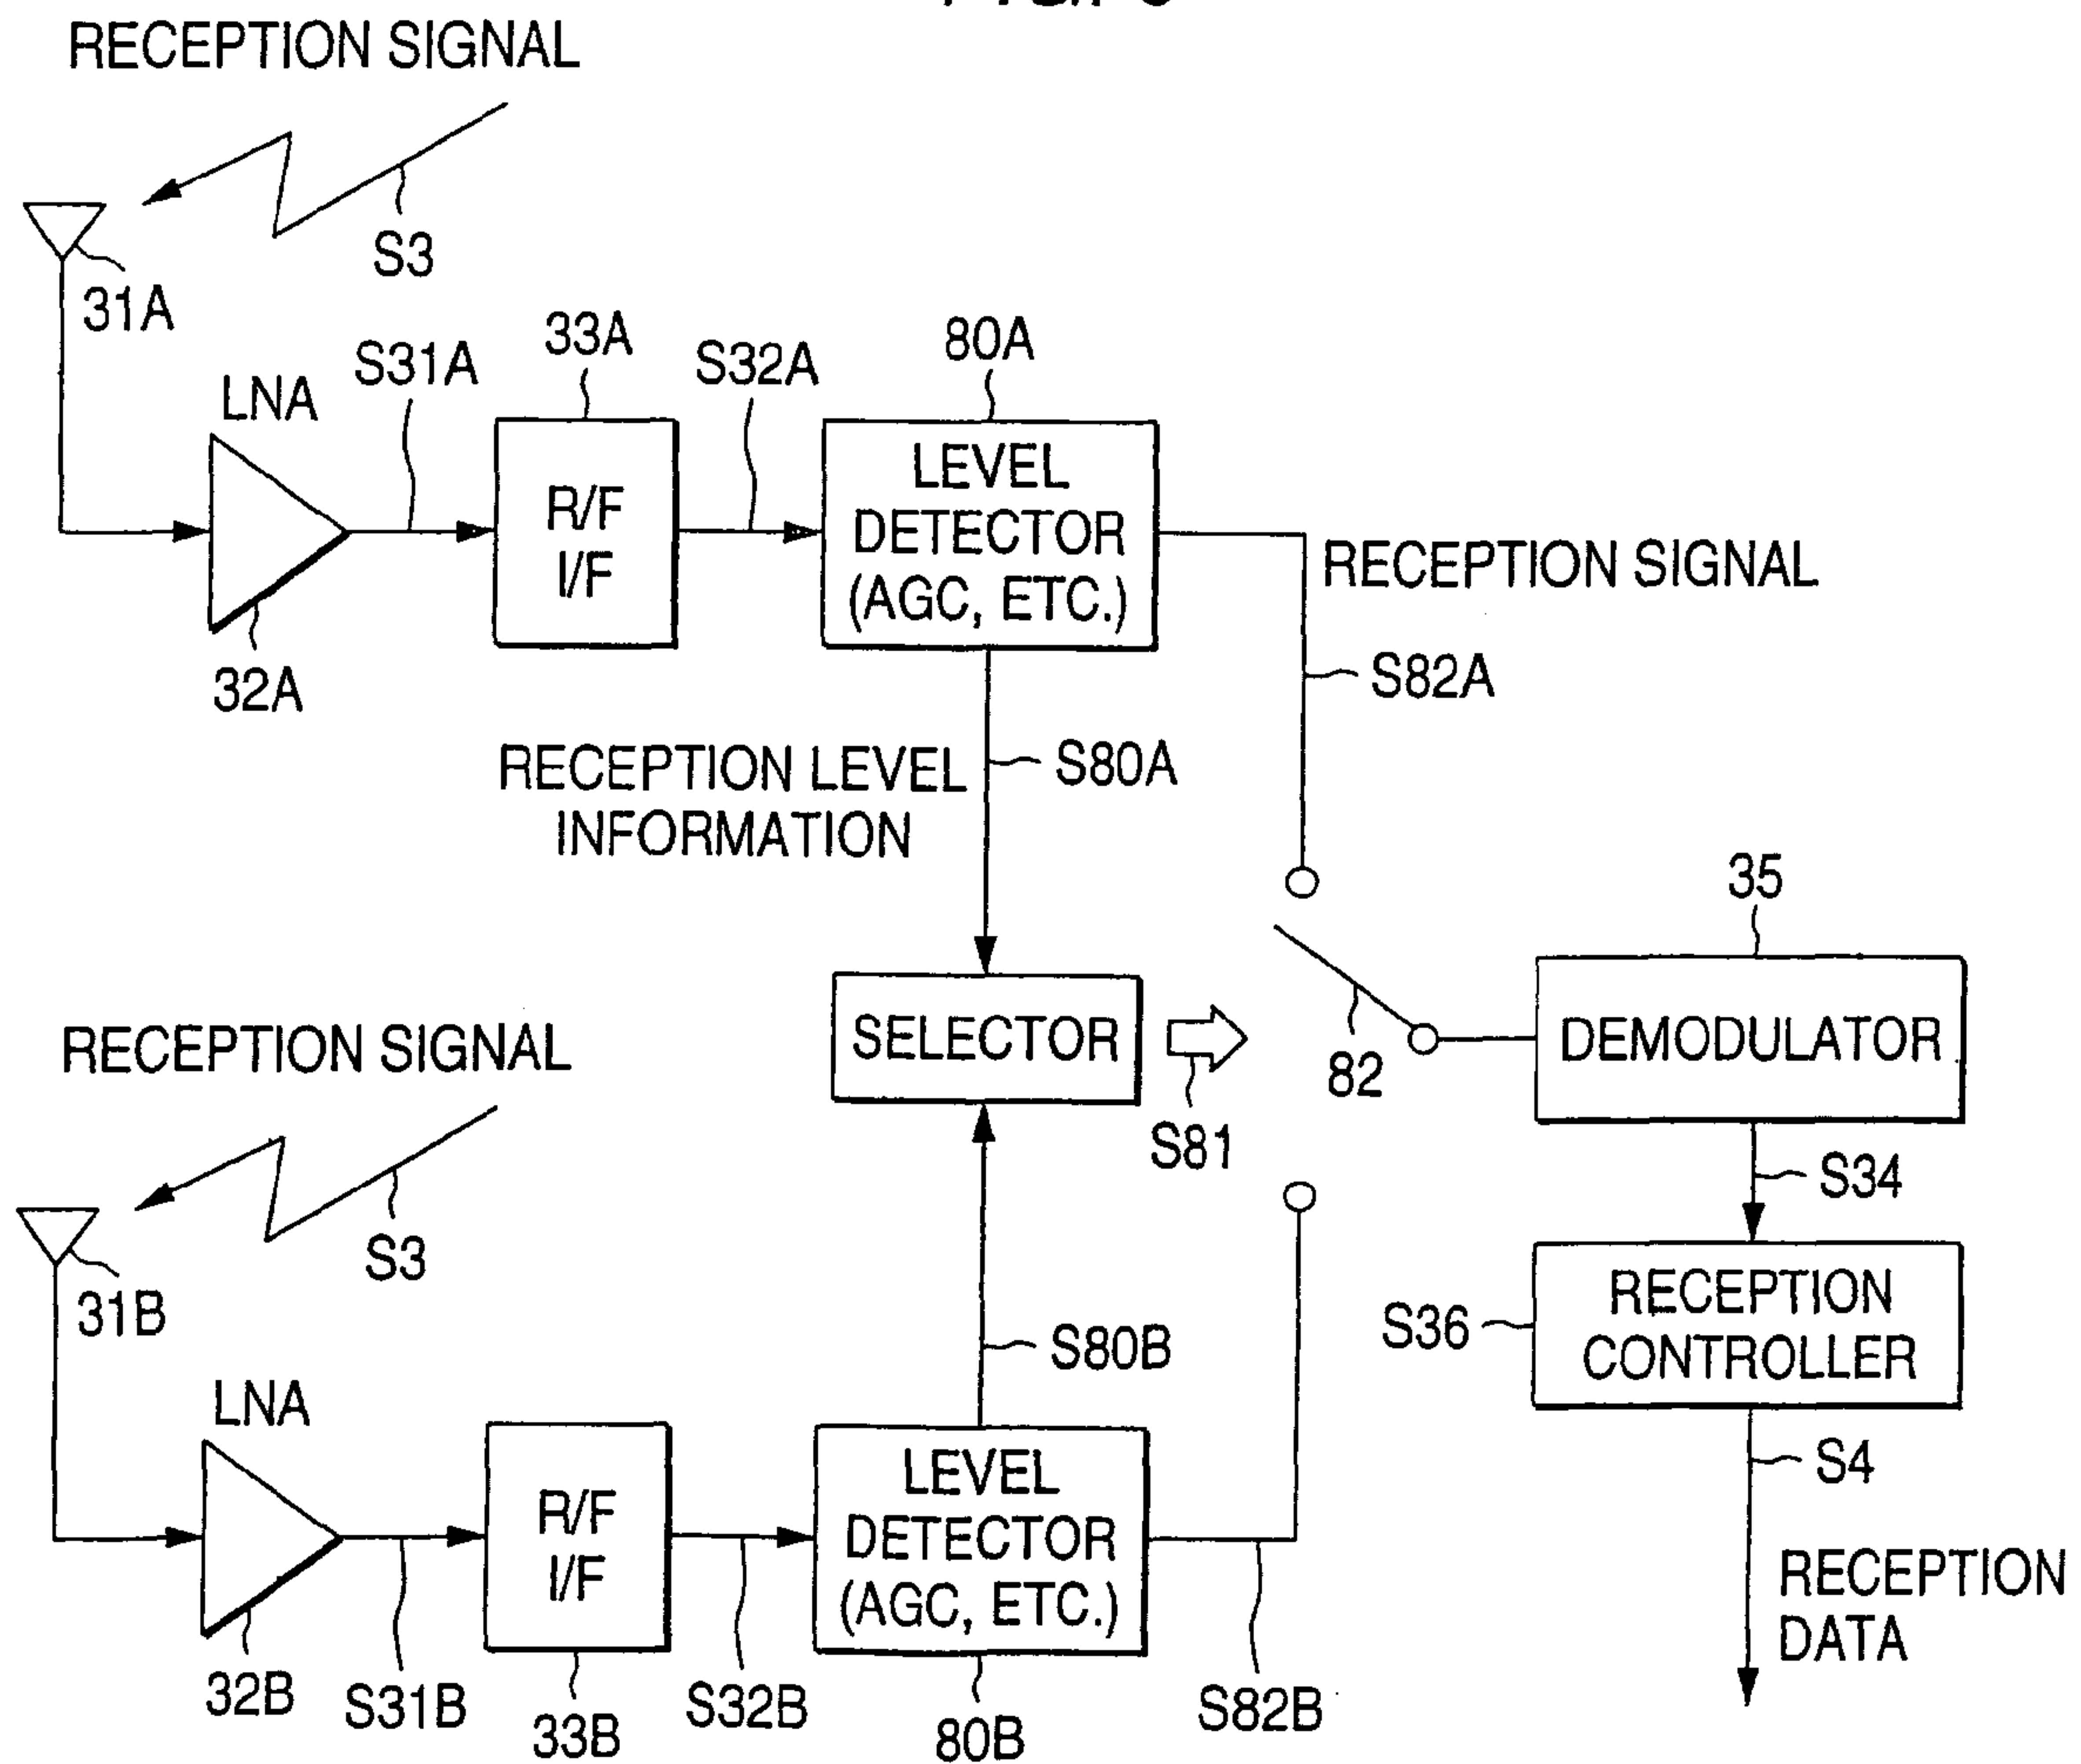 RECEPTION SIGNAL
S3
31A
LNA
S31A
33A
S32A
80A
R/F
I/F
LEVEL
DETECTOR
(AGC, ETC.)
32A
RECEPTION SIGNAL
S82A
RECEPTION LEVEL
INFORMATION
S80A
35
SELECTOR
S81
82
DEMODULATOR
S34
RECEPTION SIGNAL
S3
31B
S80B
S36
RECEPTION
CONTROLLER
S4
RECEPTION
DATA
LNA
R/F
I/F
LEVEL
DETECTOR
(AGC, ETC.)
32B
S31B
33B
S32B
80B
S82B